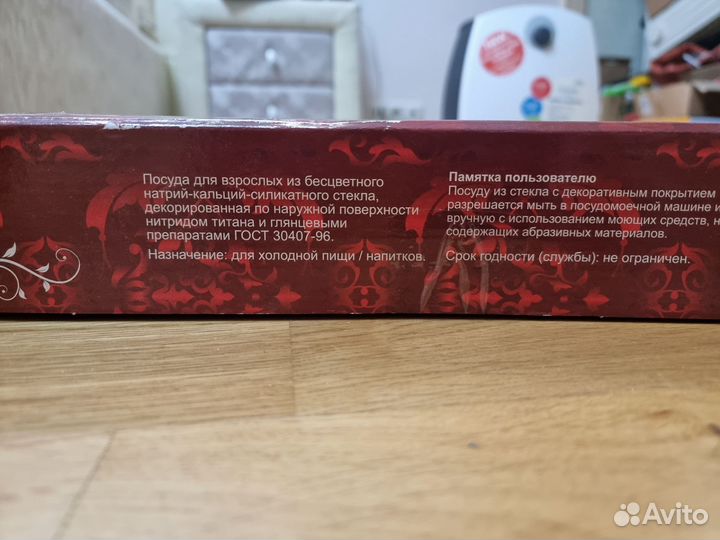 Посуда для взрослых из бесцветного
натрий-кальций-силикатного стекла,
декорированная по наружной поверхности
нитридом титана и глянцевыми
препаратами ГОСТ 30407-96.
Назначение: для холодной пищи / напитков.
Памятка пользователю
Посуду из стекла с декоративным покрытием
разрешается мыть в посудомоечной машине и
вручную с использованием моющих средств, н
содержащих абразивных материалов.
Срок годности (службы): не ограничен.
Avito